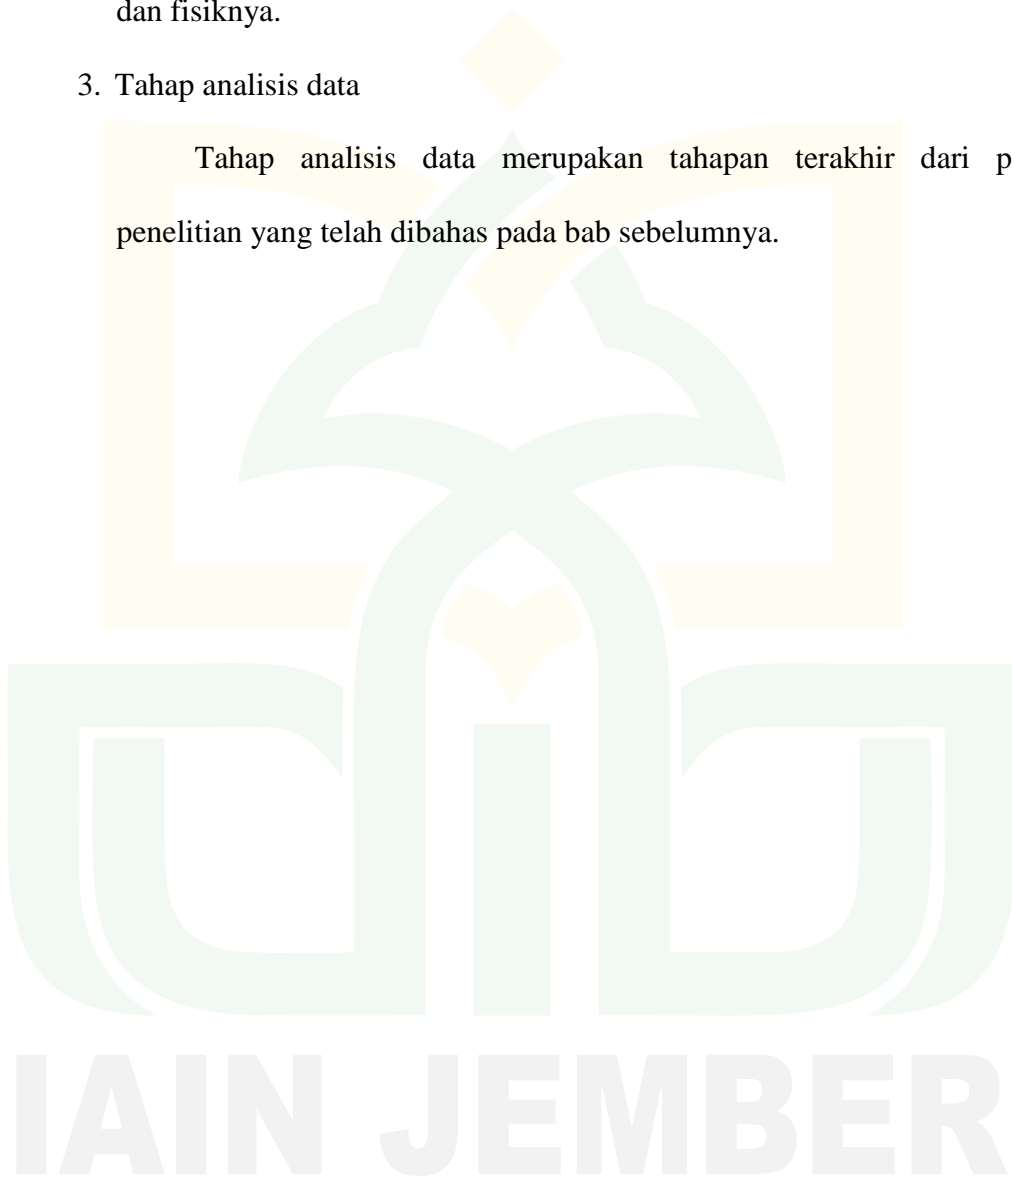 dan fisiknya.
3. Tahap analisis data
Tahap analisis data merupakan tahapan terakhir dari p
penelitian yang telah dibahas pada bab sebelumnya.
IAIN JEMBER